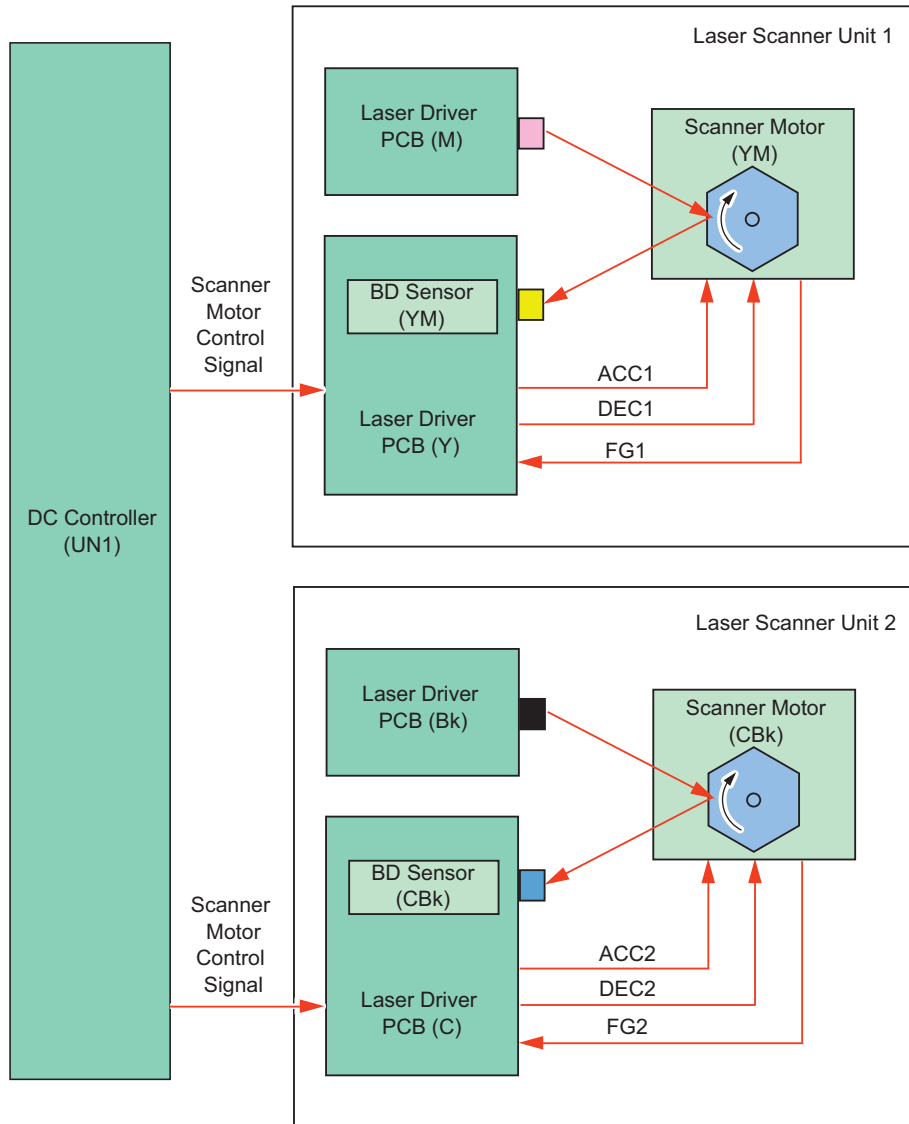 Laser Scanner Unit 1
Laser Driver
PCB (M)
Scanner Motor
(YM)
Scanner
Motor
Control
Signal
BD Sensor
(YM)
ACC1
DEC1
FG1
Laser Driver
PCB (Y)
DC Controller
(UN1)
Laser Scanner Unit 2
Laser Driver
PCB (Bk)
Scanner Motor
(CBk)
Scanner
Motor
Control
Signal
BD Sensor
(CBk)
ACC2
DEC2
FG2
Laser Driver
PCB (C)